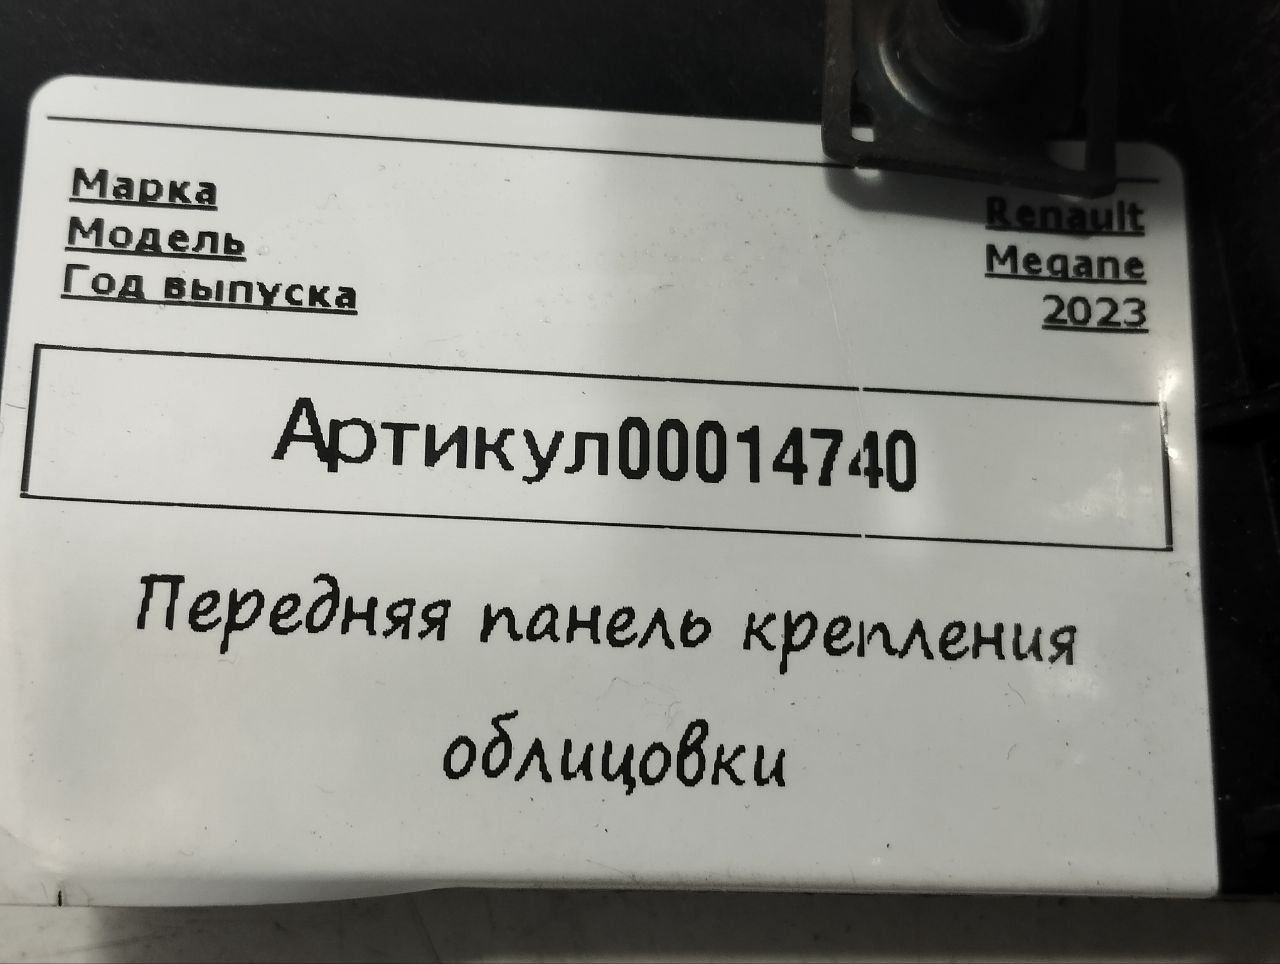 Марка Renault
Модель Megane
Год выпуска 2023
Артикул00014740
Передняя панель крепления
облицовки